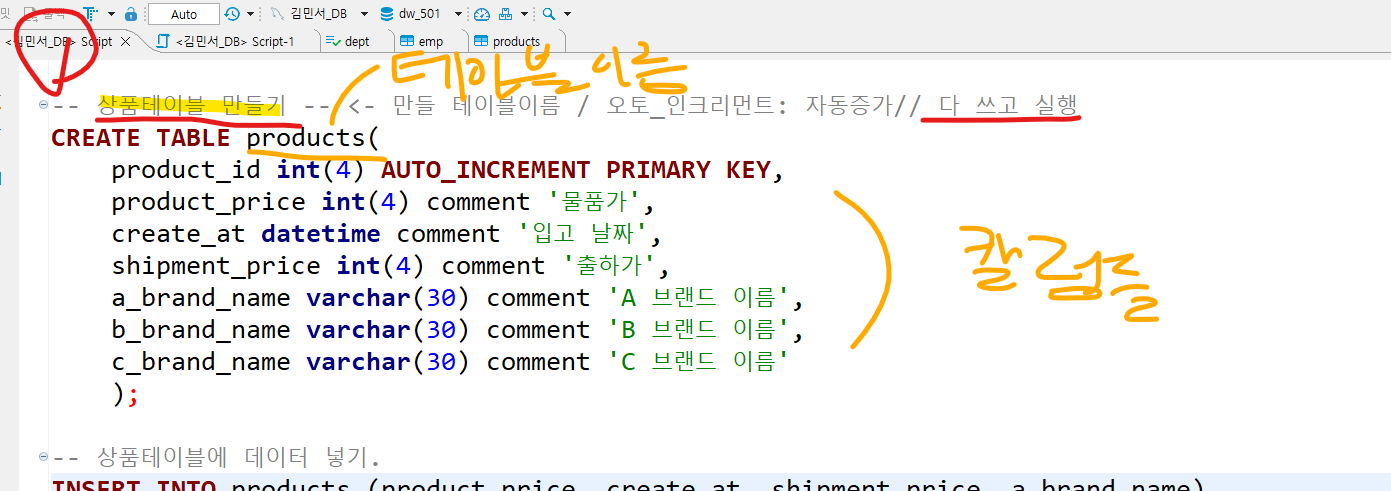 Auto 김민서_DB dw_501
<김민서_DB> Script <김민서_DB> Script-1 dept emp products
테이블이름
-- 상품테이블 만들기 -- <- 만들 테이블이름 / 오토_인크리먼트: 자동증가// 다 쓰고 실행
CREATE TABLE products(
product_id int(4) AUTO_INCREMENT PRIMARY KEY,
product_price int(4) comment '물품가',
create_at datetime comment '입고 날짜',
shipment_price int(4) comment '출하가',
a_brand_name varchar(30) comment 'A 브랜드 이름',
b_brand_name varchar(30) comment 'B 브랜드 이름',
c_brand_name varchar(30) comment 'C 브랜드 이름'
);
칼럼들
-- 상품테이블에 데이터 넣기.
INSERT INTO products (product_price, create_at, shipment_price, a_brand_name)